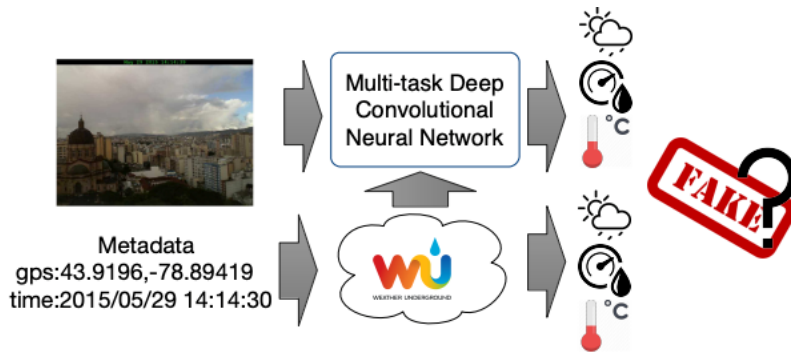 Multi-task Deep
Convolutional
Neural Network
°C
FAKE
?
Metadata
gps:43.9196,-78.89419
time:2015/05/29 14:14:30
WU
WEATHER UNDERGROUND
°C